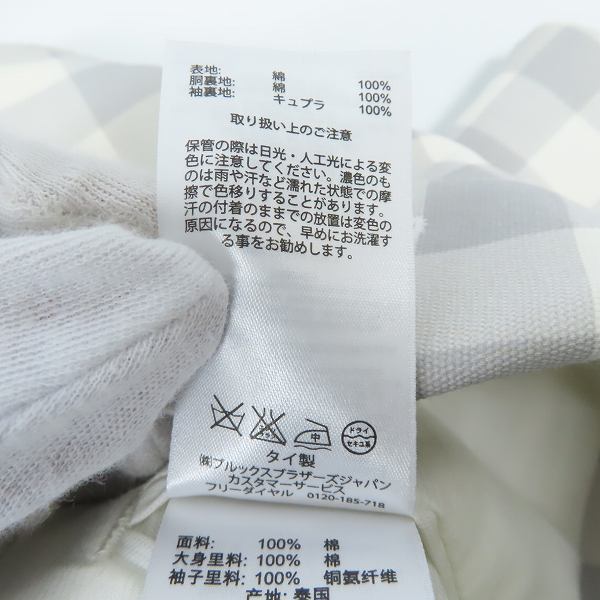 表地: 綿 100%
胴裏地: 綿 100%
袖裏地: キュプラ 100%
取り扱い上のご注意
保管の際は日光・人工光による変
色に注意してください。濃色のも
のは雨や汗など濡れた状態での摩
擦で色移りすることがあります。
汗の付着のままでの放置は変色の
原因になるので、早めにお洗濯す
る事をお勧めします。
中
ドライ
セキユ系
タイ製
㈱ブルックスブラザーズジャパン
カスタマーサービス
フリーダイヤル 0120-185-718
面料: 100% 棉
大身里料: 100% 棉
袖子里料: 100% 铜氨纤维
产地: 泰国